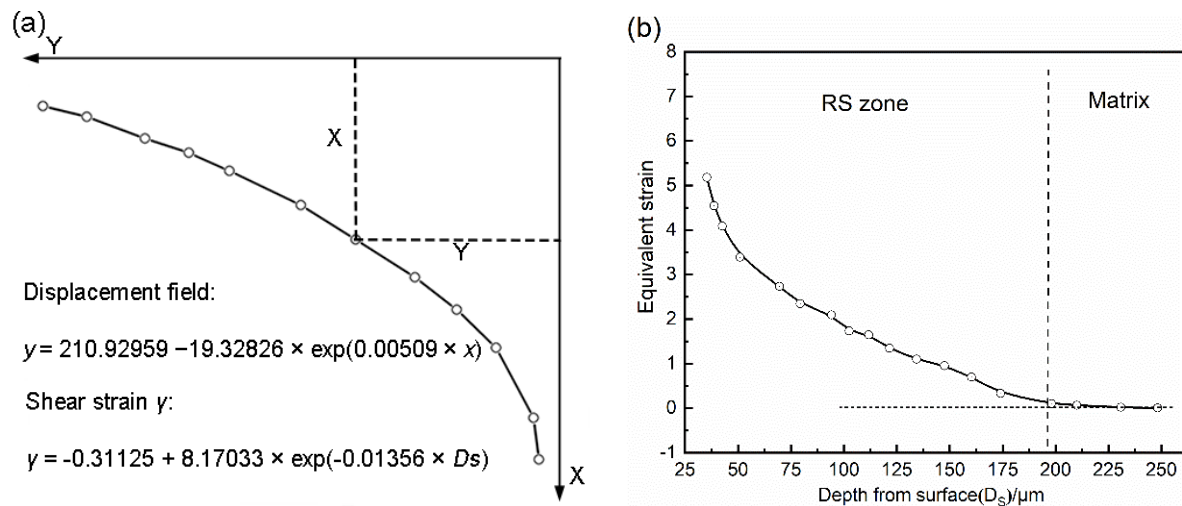 (a)
Y
X
Y
X
Displacement field:
y = 210.92959 −19.32826 × exp(0.00509 × x)
Shear strain γ:
γ = -0.31125 + 8.17033 × exp(-0.01356 × Ds)
(b)
8
7
6
5
4
3
2
1
0
-1
Equivalent strain
RS zone
Matrix
25 50 75 100 125 150 175 200 225 250
Depth from surface(D_S)/μm